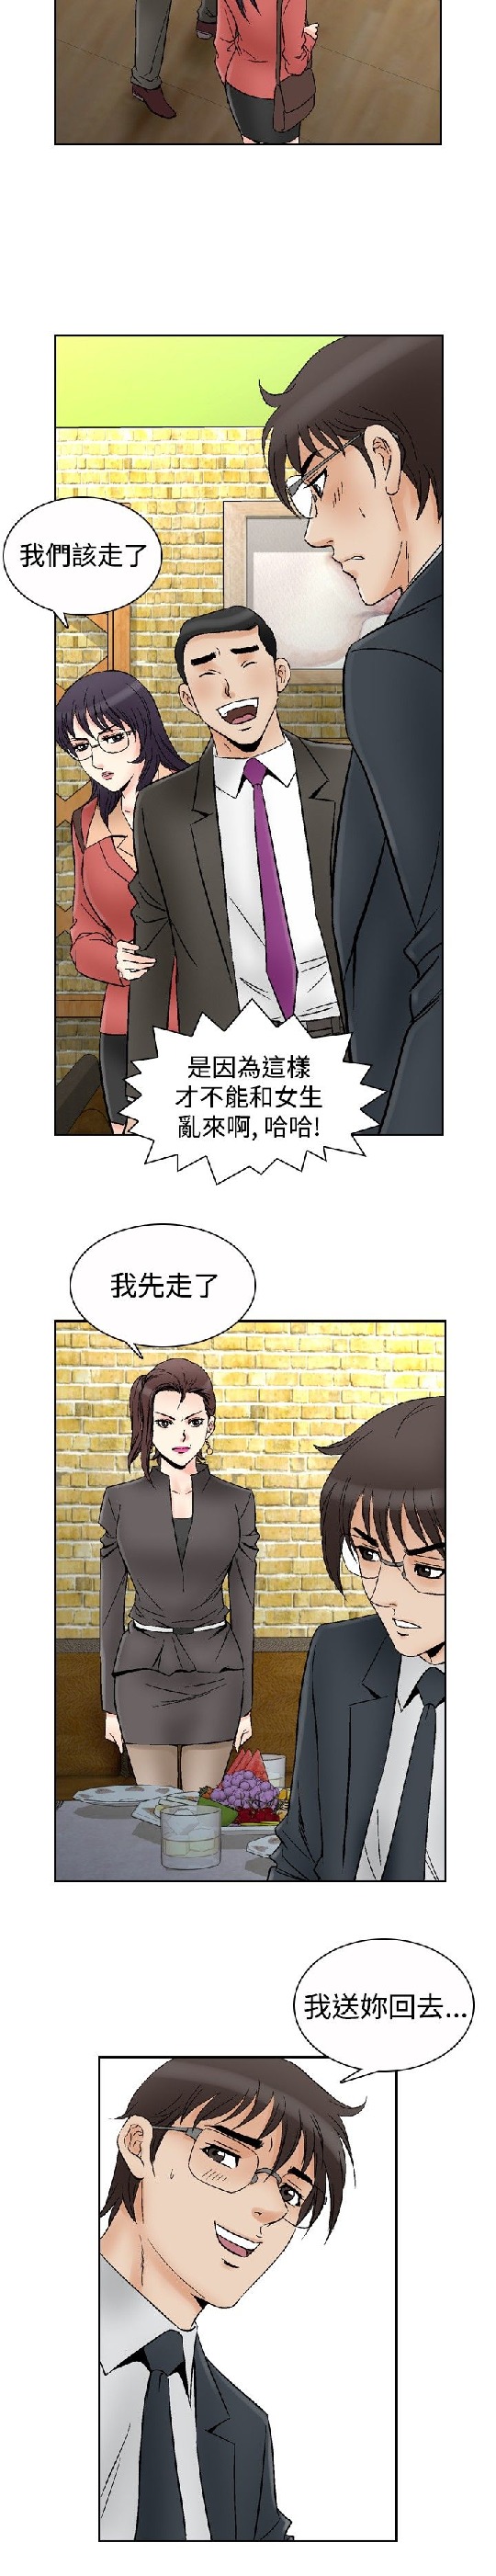 我們該走了
是因為這樣
才不能和女生
亂來啊, 哈哈!
我先走了
我送妳回去...